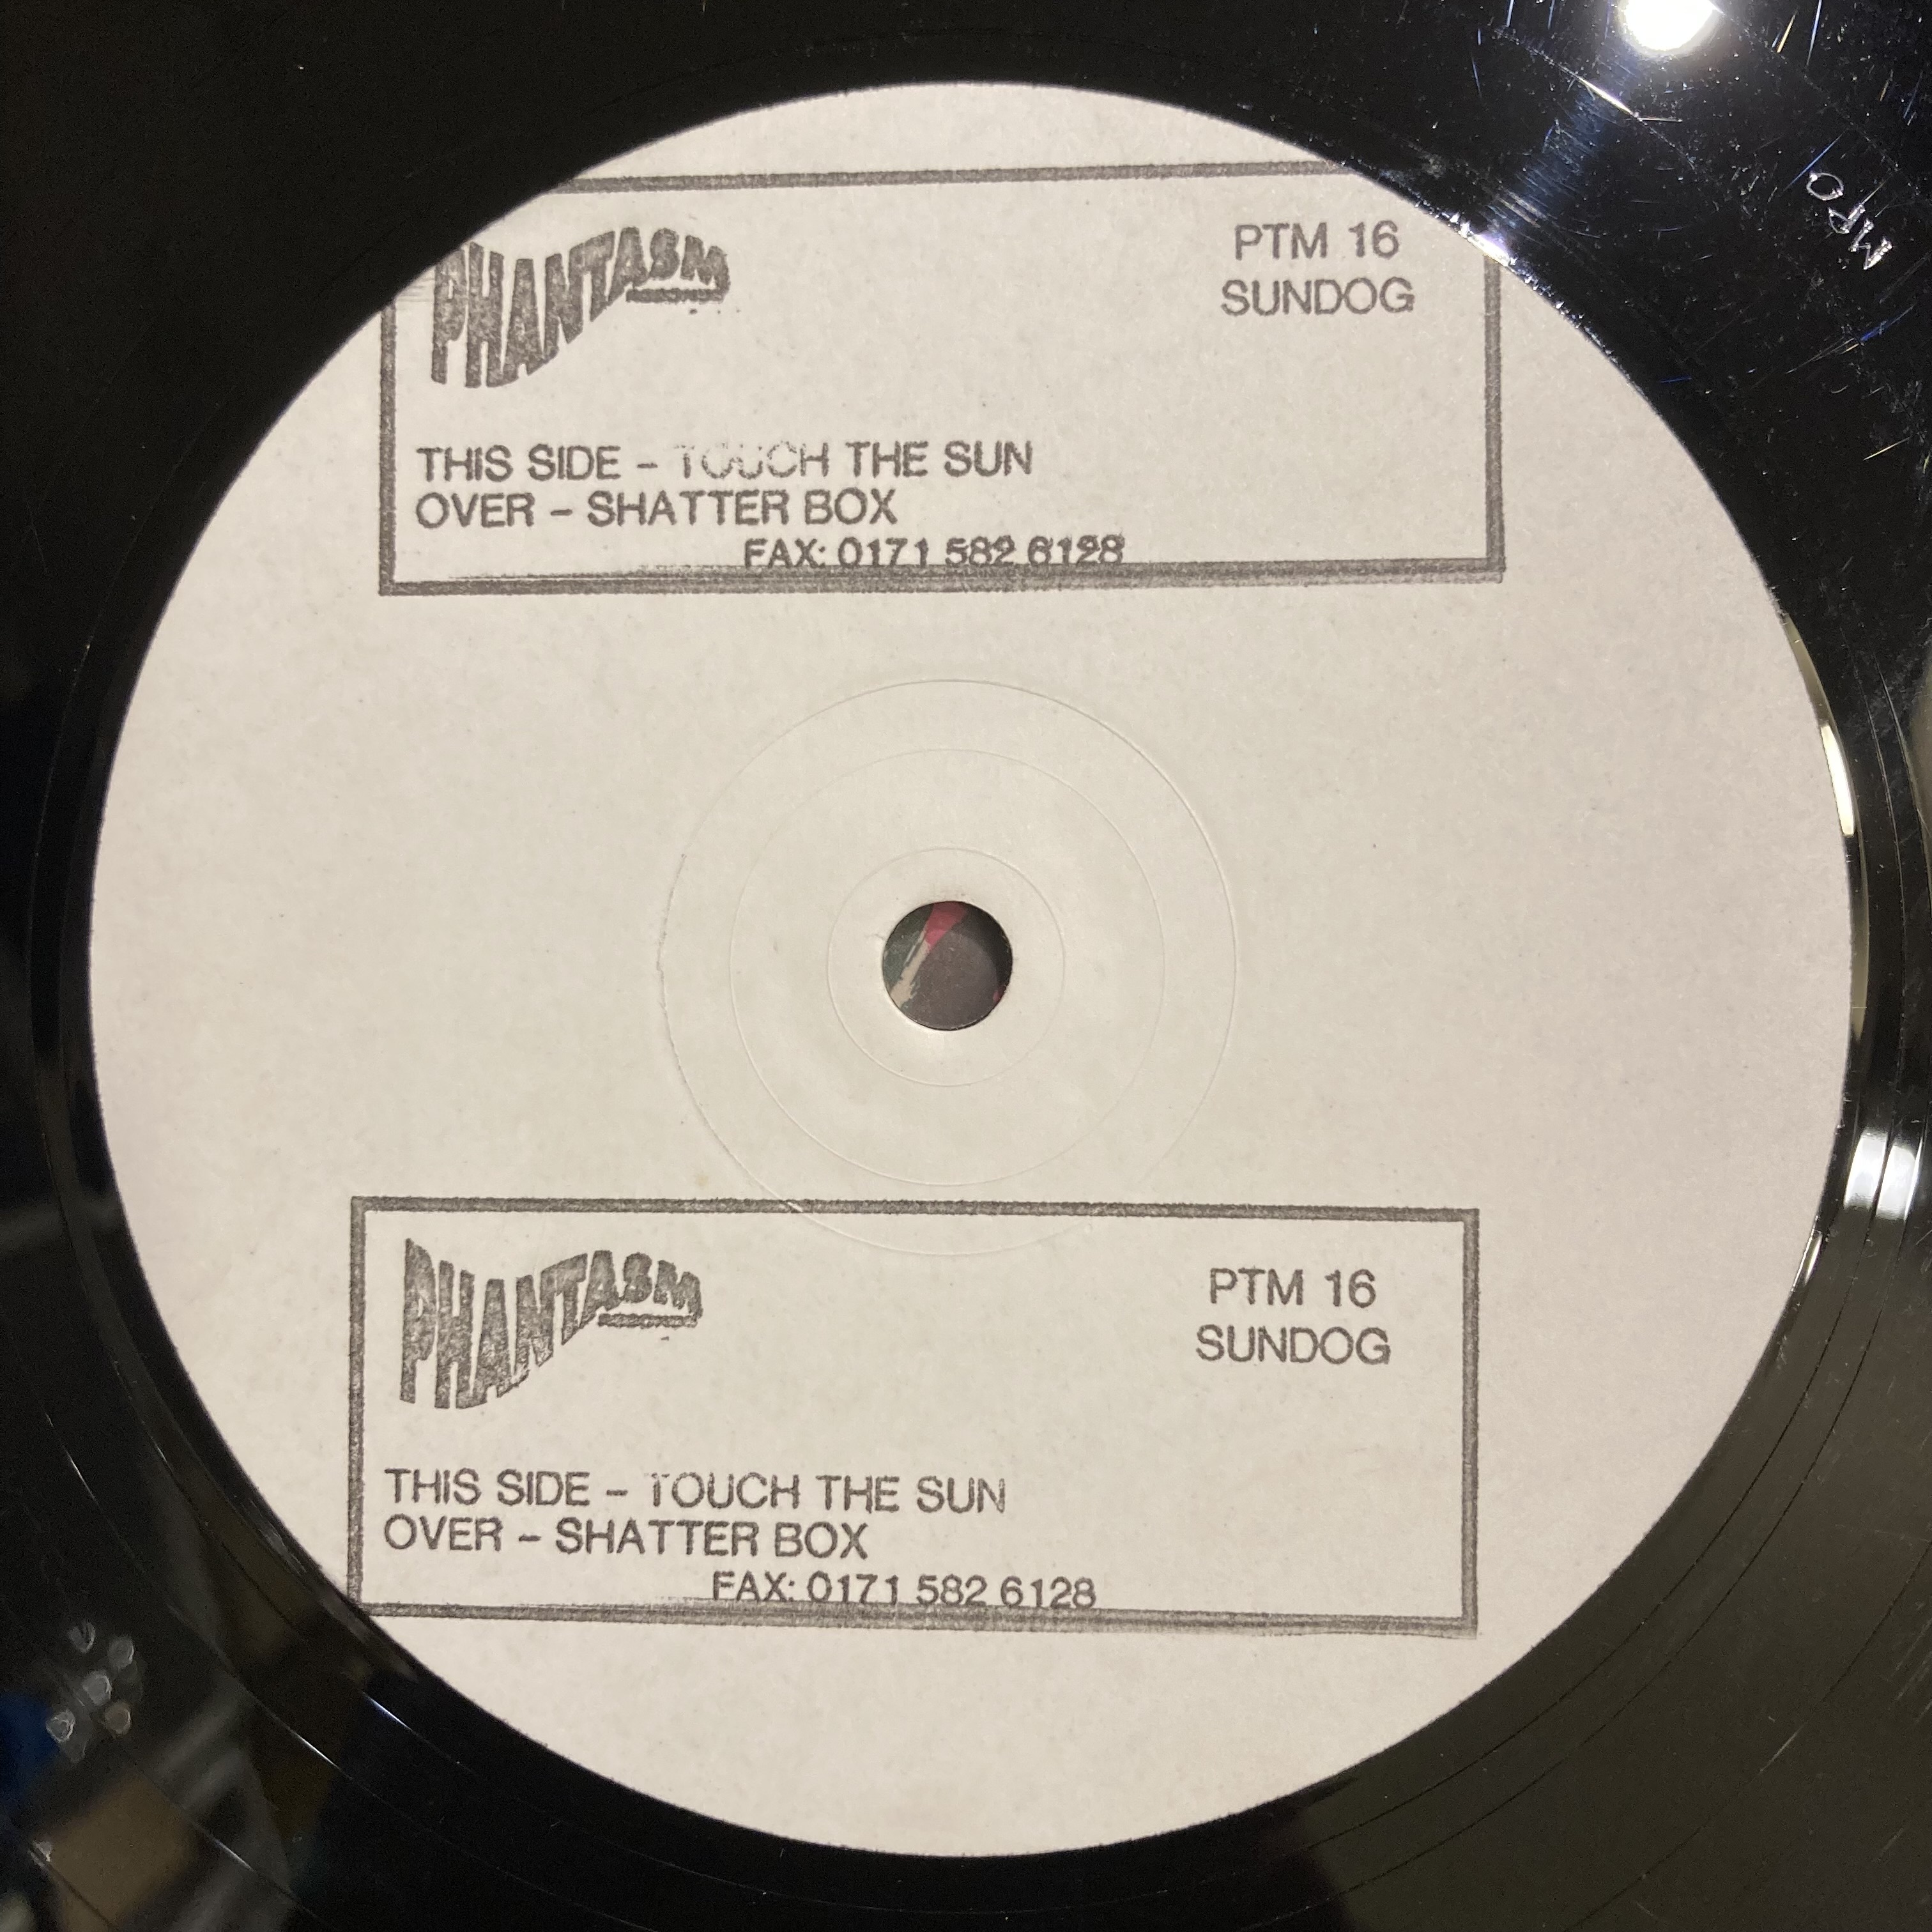 PHANTASM
PTM 16
SUNDOG
THIS SIDE – TOUCH THE SUN
OVER – SHATTER BOX
FAX: 0171 582 6128
PHANTASM
PTM 16
SUNDOG
THIS SIDE – TOUCH THE SUN
OVER – SHATTER BOX
FAX: 0171 582 6128
MPO